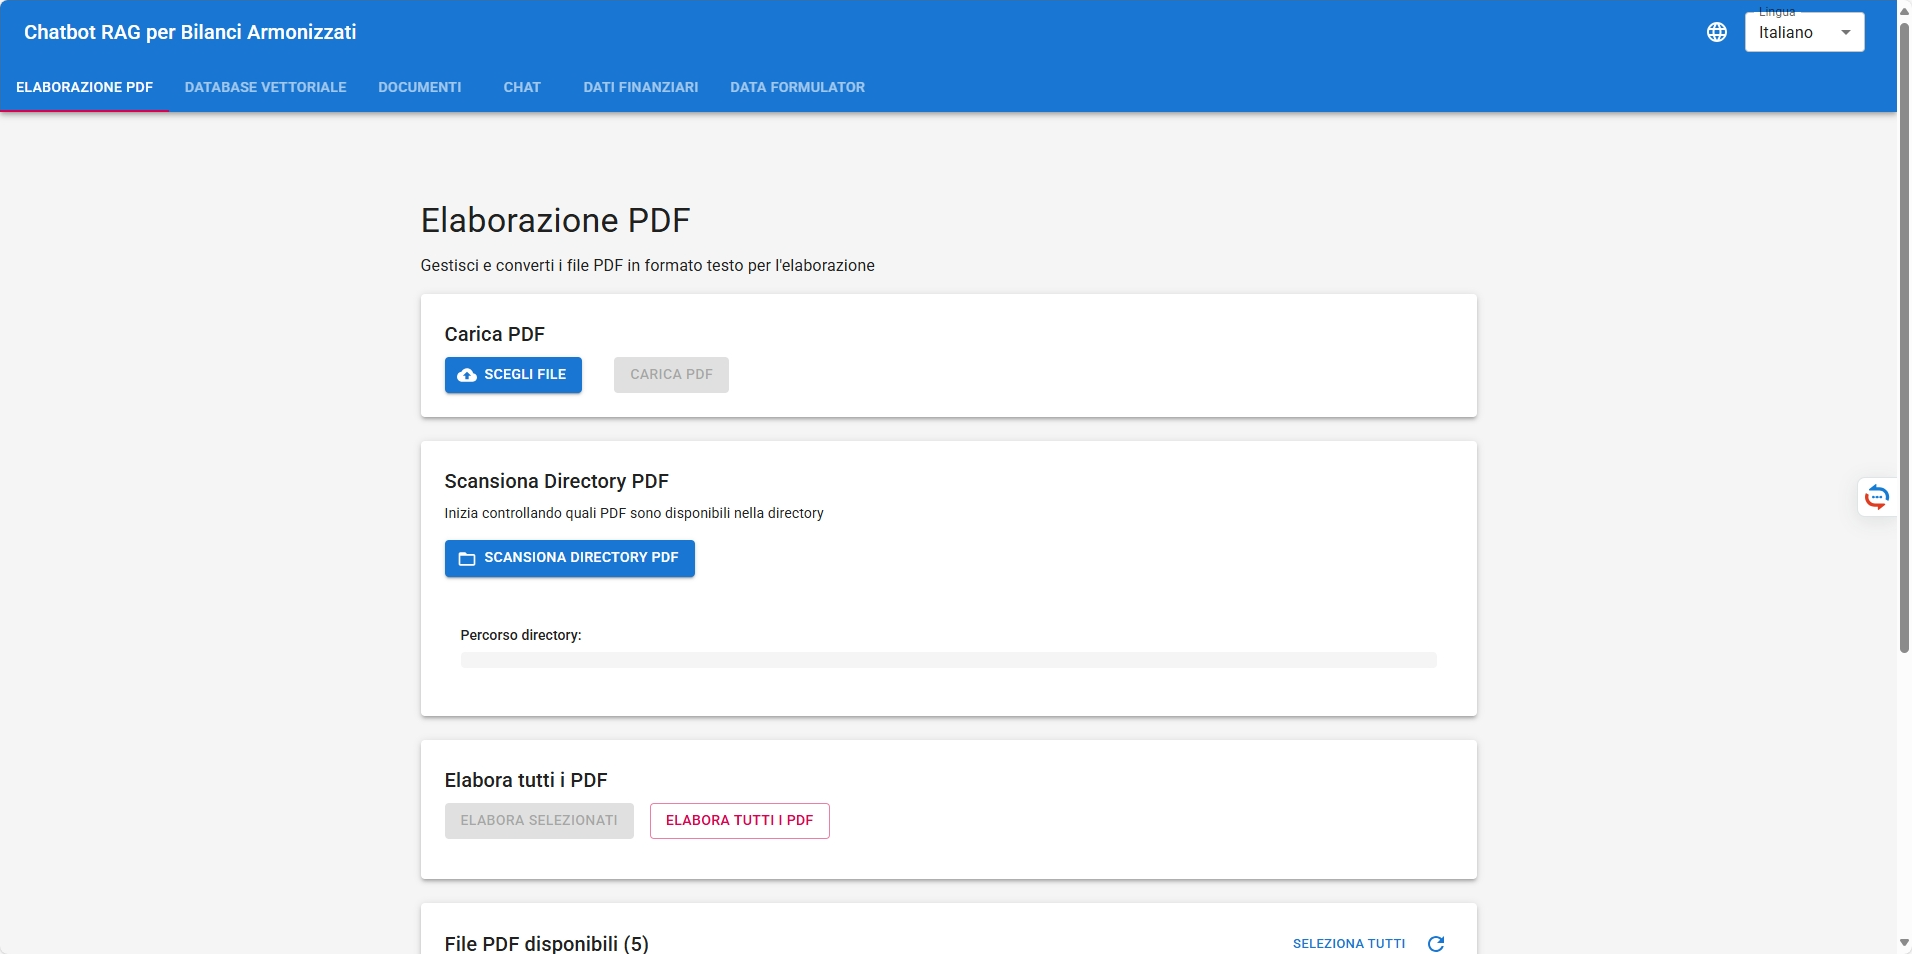 Chatbot RAG per Bilanci Armonizzati
Lingua
Italiano
ELABORAZIONE PDF
DATABASE VETTORIALE
DOCUMENTI
CHAT
DATI FINANZIARI
DATA FORMULATOR
Elaborazione PDF
Gestisci e converti i file PDF in formato testo per l'elaborazione
Carica PDF
SCEGLI FILE
CARICA PDF
Scansiona Directory PDF
Inizia controllando quali PDF sono disponibili nella directory
SCANSIONA DIRECTORY PDF
Percorso directory:
Elabora tutti i PDF
ELABORA SELEZIONATI
ELABORA TUTTI I PDF
File PDF disponibili (5)
SELEZIONA TUTTI